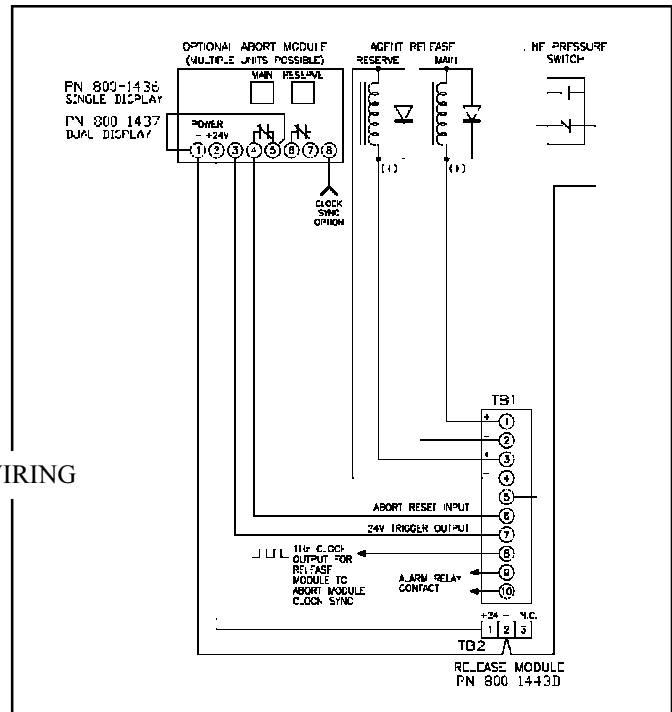 OPTIONAL ABORT MODULE
(MULTIPLE UNITS POSSIBLE)
MAIN RESERVE
PN 800-1436
SINGLE DISPLAY
PN 800 1437
DUAL DISPLAY
POWER
- +24V
1 2 3 4 5 6 7 8
CLOCK
SYNC
OPTION
AGENT RELEASE
RESERVE MAIN
(+) (+)
PRESSURE
SWITCH
TB1
+ 1
- 2
+ 3
- 4
5
6
7
8
9
10
WIRING
ABORT RESET INPUT
24V TRIGGER OUTPUT
1Hz CLOCK
OUTPUT FOR
RELEASE
MODULE TO
ABORT MODULE
CLOCK SYNC
ALARM RELAY
CONTACT
+24 - N.C.
1 2 3
TB2
RELEASE MODULE
PN 800 1443D